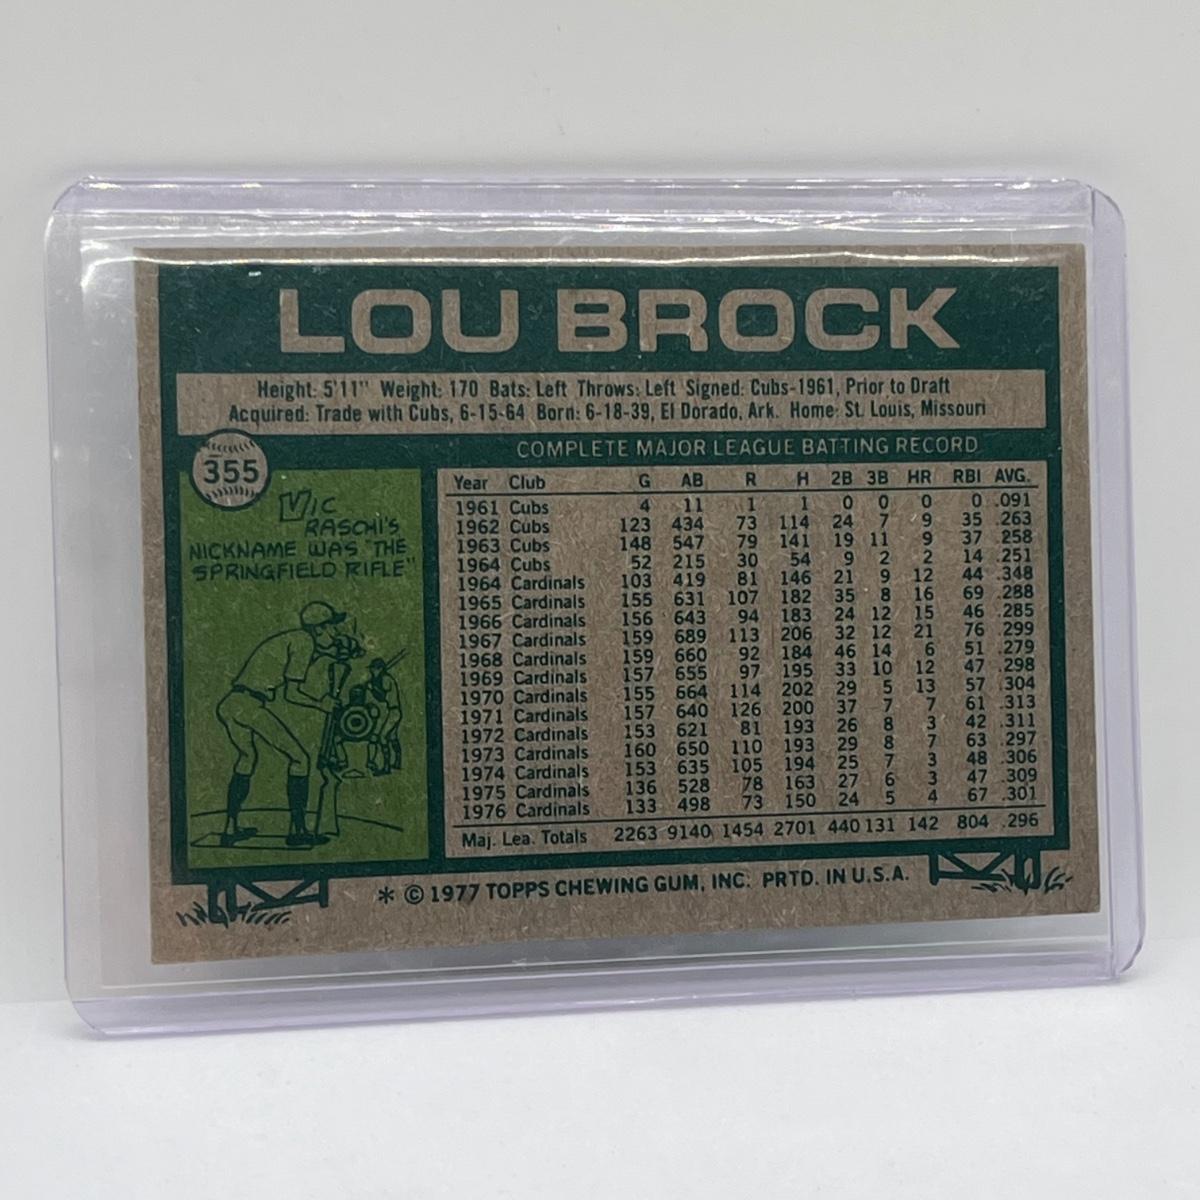 LOU BROCK
Height: 5'11" Weight: 170 Bats: Left Throws: Left Signed: Cubs-1961, Prior to Draft
Acquired: Trade with Cubs, 6-15-64 Born: 6-18-39, El Dorado, Ark. Home: St. Louis, Missouri
355
VIC
RASCHI'S
NICKNAME WAS "THE
SPRINGFIELD RIFLE"
COMPLETE MAJOR LEAGUE BATTING RECORD
Year Club G AB R H 2B 3B HR RBI AVG.
1961 Cubs 4 11 1 1 0 0 0 0 .091
1962 Cubs 123 434 73 114 24 7 9 35 .263
1963 Cubs 148 547 79 141 19 11 9 37 .258
1964 Cubs 52 215 30 54 9 2 2 14 .251
1964 Cardinals 103 419 81 146 21 9 12 44 .348
1965 Cardinals 155 631 107 182 35 8 16 69 .288
1966 Cardinals 156 643 94 183 24 12 15 46 .285
1967 Cardinals 159 689 113 206 32 12 21 76 .299
1968 Cardinals 159 660 92 184 46 14 6 51 .279
1969 Cardinals 157 655 97 195 33 10 12 47 .298
1970 Cardinals 155 664 114 202 29 5 13 57 .304
1971 Cardinals 157 640 126 200 37 7 7 61 .313
1972 Cardinals 153 621 81 193 26 8 3 42 .311
1973 Cardinals 160 650 110 193 29 8 7 63 .297
1974 Cardinals 153 635 105 194 25 7 3 48 .306
1975 Cardinals 136 528 78 163 27 6 3 47 .309
1976 Cardinals 133 498 73 150 24 5 4 67 .301
Maj. Lea. Totals 2263 9140 1454 2701 440 131 142 804 .296
* © 1977 TOPPS CHEWING GUM, INC. PRTD. IN U.S.A.